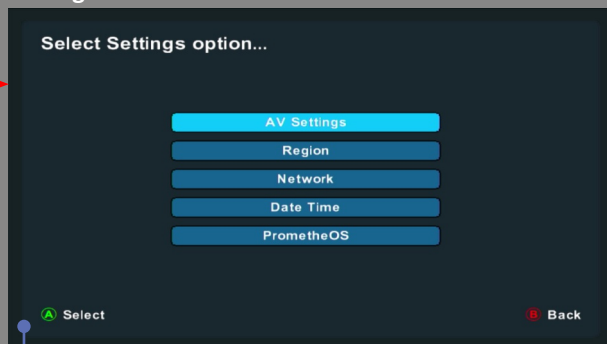 Select Settings option...
AV Settings
Region
Network
Date Time
PrometheOS
A Select
B Back